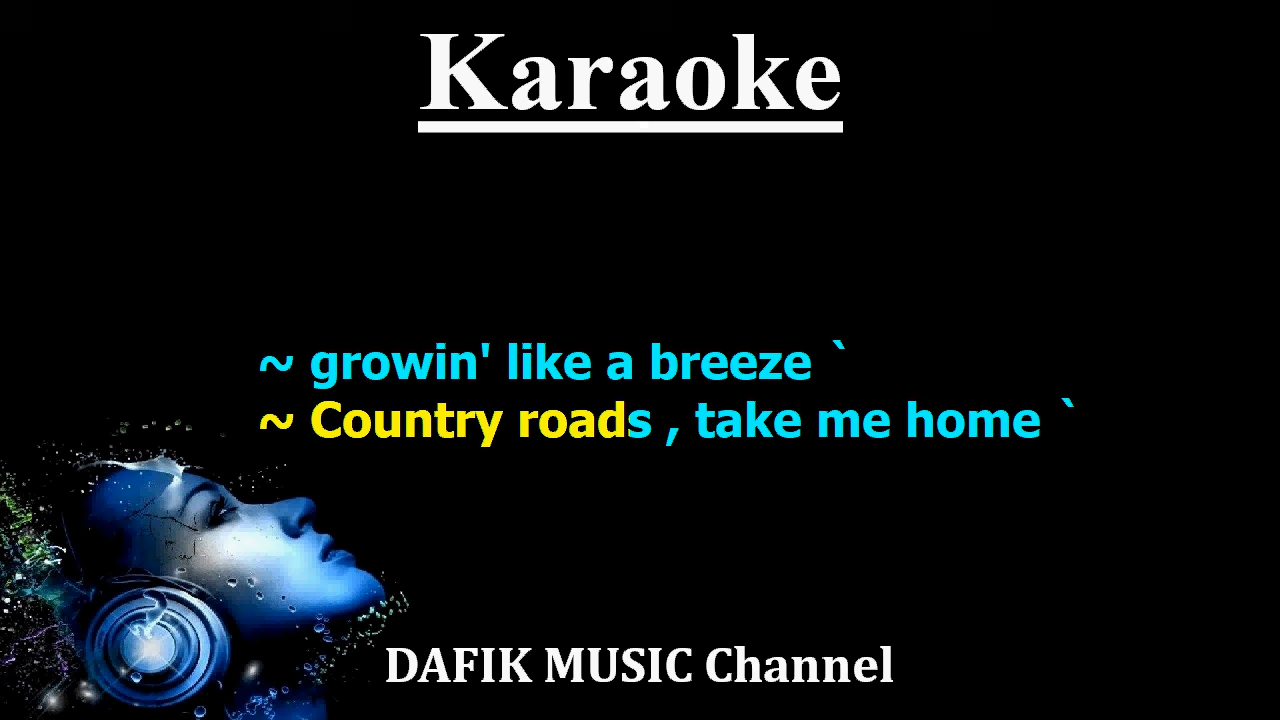 Karaoke
~ growin' like a breeze `
~ Country roads , take me home `
DAFIK MUSIC Channel